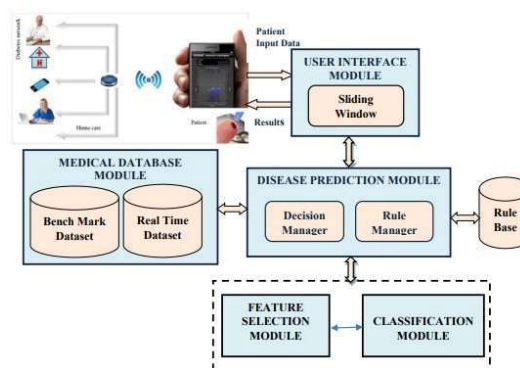 Diabetes network
H
Home care
Patient
Patient
Input Data
Results
USER INTERFACE
MODULE
Sliding
Window
MEDICAL DATABASE
MODULE
Bench Mark
Dataset
Real Time
Dataset
DISEASE PREDICTION MODULE
Decision
Manager
Rule
Manager
Rule
Base
FEATURE
SELECTION
MODULE
CLASSIFICATION
MODULE